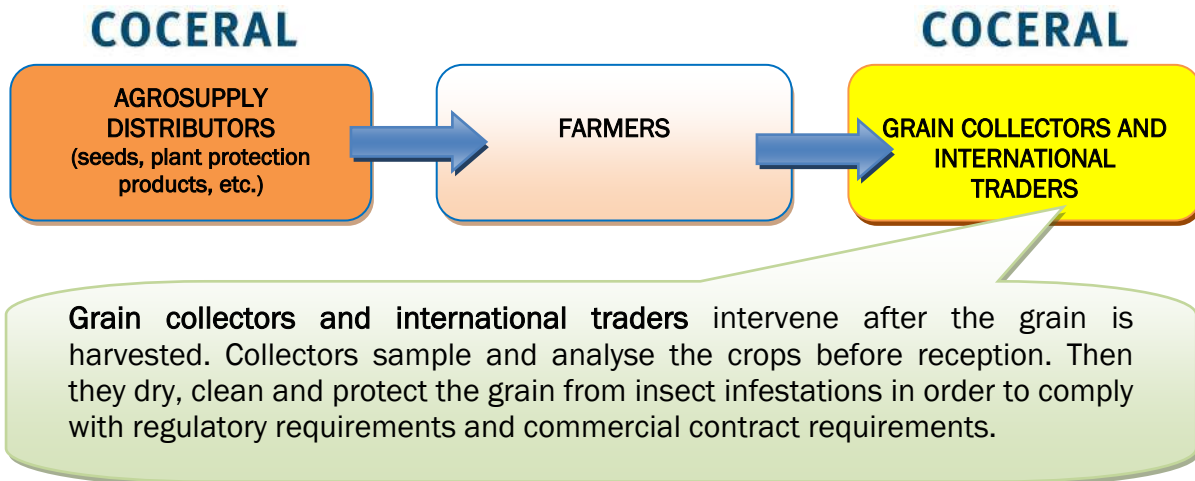 COCERAL
COCERAL
AGROSUPPLY
DISTRIBUTORS
(seeds, plant protection
products, etc.)
FARMERS
GRAIN COLLECTORS AND
INTERNATIONAL
TRADERS
Grain collectors and international traders intervene after the grain is
harvested. Collectors sample and analyse the crops before reception. Then
they dry, clean and protect the grain from insect infestations in order to comply
with regulatory requirements and commercial contract requirements.